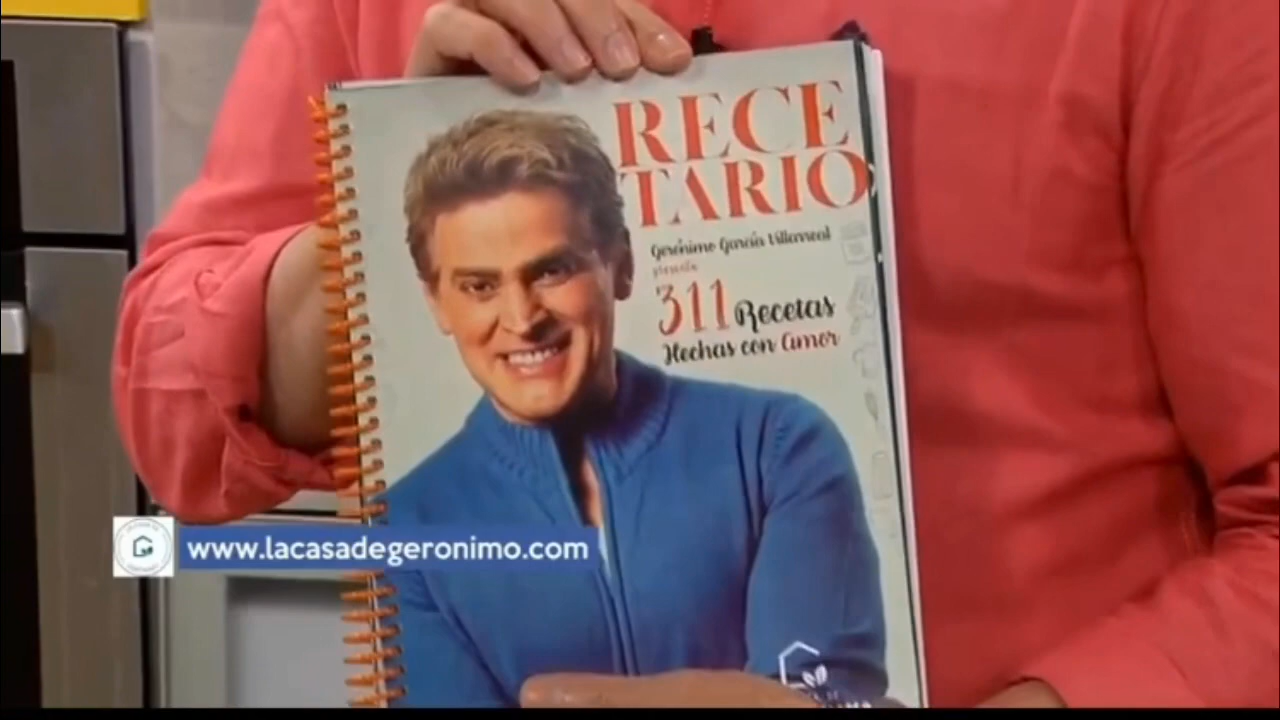 RECE
TARIO
Gerónimo García Villarreal
presenta
311 Recetas
Hechas con Amor
www.lacasadegeronimo.com